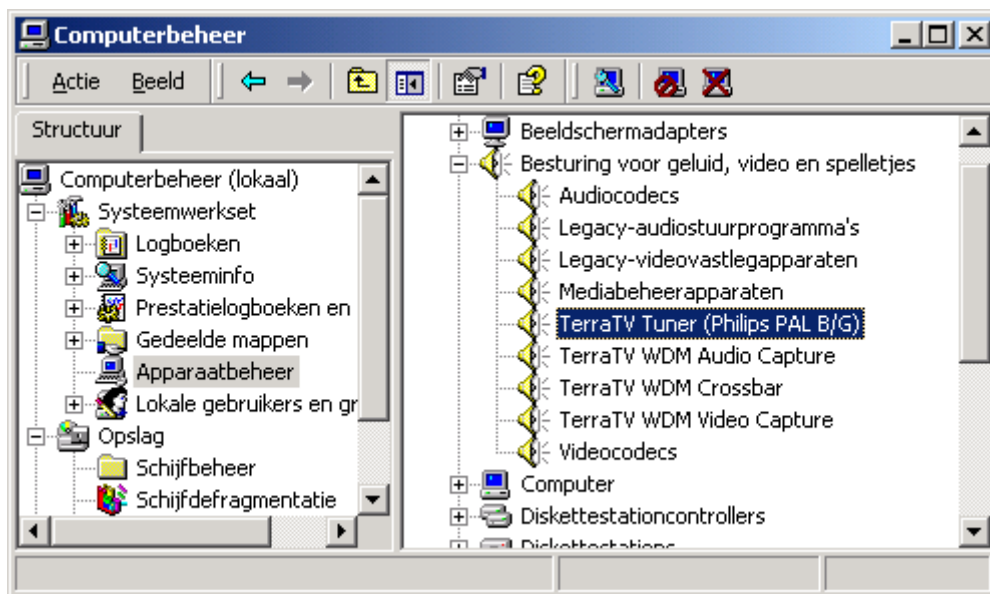 Computerbeheer
Actie Beeld
Structuur
Computerbeheer (lokaal)
Systeemwerkset
Logboeken
Systeeminfo
Prestatielogboeken en
Gedeelde mappen
Apparaatbeheer
Lokale gebruikers en gr
Opslag
Schijfbeheer
Schijfdefragmentatie
Beeldschermadapters
Besturing voor geluid, video en spelletjes
Audiocodecs
Legacy-audiostuurprogramma's
Legacy-videovastlegapparaten
Mediabeheerapparaten
TerraTV Tuner (Philips PAL B/G)
TerraTV WDM Audio Capture
TerraTV WDM Crossbar
TerraTV WDM Video Capture
Videocodecs
Computer
Diskettestationcontrollers
Diskettestations